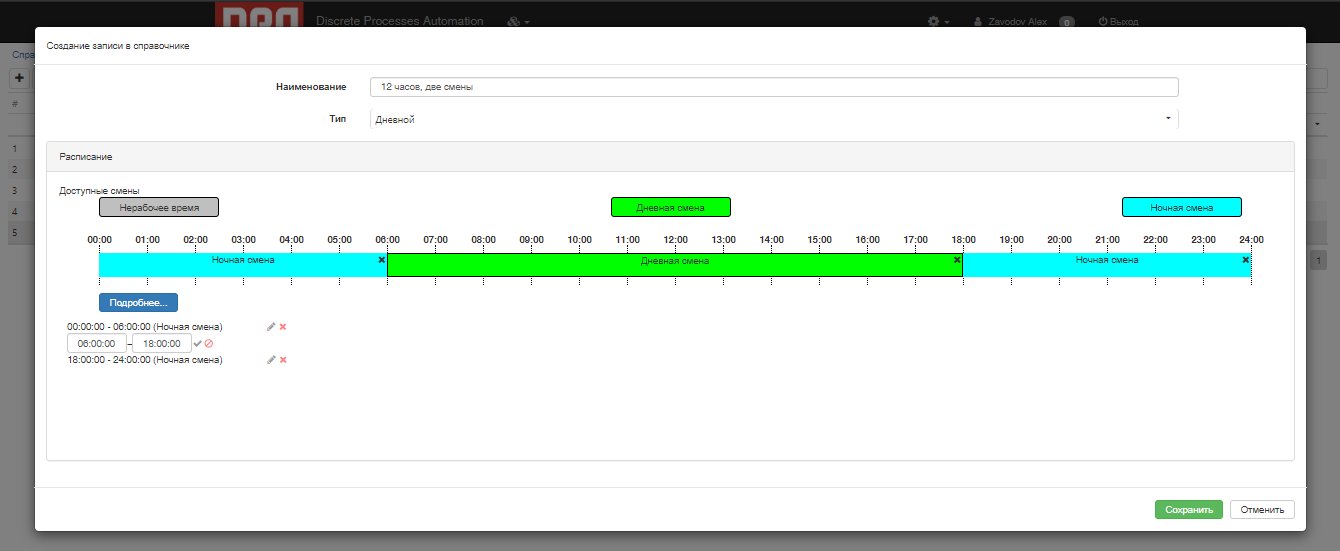 DPA Discrete Processes Automation Zavodov Alex 0 Выход
Создание записи в справочнике
Спра
Наименование 12 часов, две смены
#
Тип Дневной
1
Расписание
2
3
Доступные смены
4
Нерабочее время Дневная смена Ночная смена
5
00:00 01:00 02:00 03:00 04:00 05:00 06:00 07:00 08:00 09:00 10:00 11:00 12:00 13:00 14:00 15:00 16:00 17:00 18:00 19:00 20:00 21:00 22:00 23:00 24:00
Ночная смена Дневная смена Ночная смена
1
Подробнее...
00:00:00 - 06:00:00 (Ночная смена)
06:00:00 – 18:00:00
18:00:00 - 24:00:00 (Ночная смена)
Сохранить Отменить